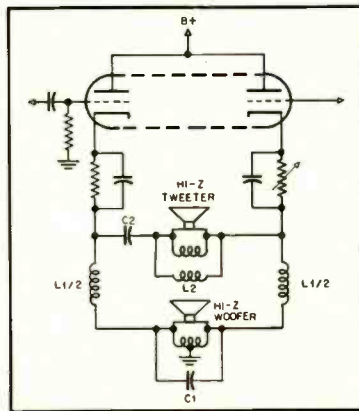 B+
HI-Z
TWEETER
C2
L2
L1/2
L1/2
HI-Z
WOOFER
C1